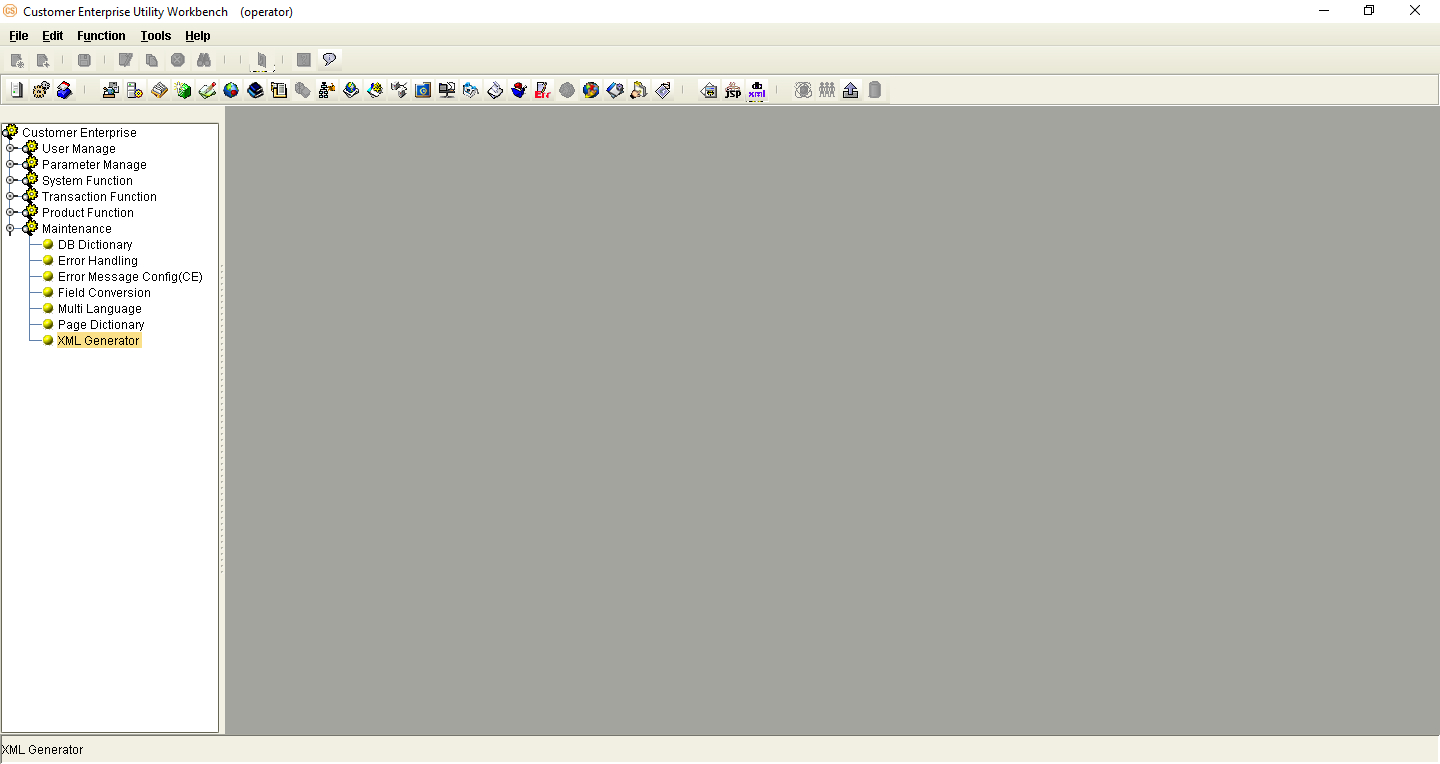 CS Customer Enterprise Utility Workbench (operator)
File Edit Function Tools Help
jsp
xml
Customer Enterprise
User Manage
Parameter Manage
System Function
Transaction Function
Product Function
Maintenance
DB Dictionary
Error Handling
Error Message Config(CE)
Field Conversion
Multi Language
Page Dictionary
XML Generator
XML Generator